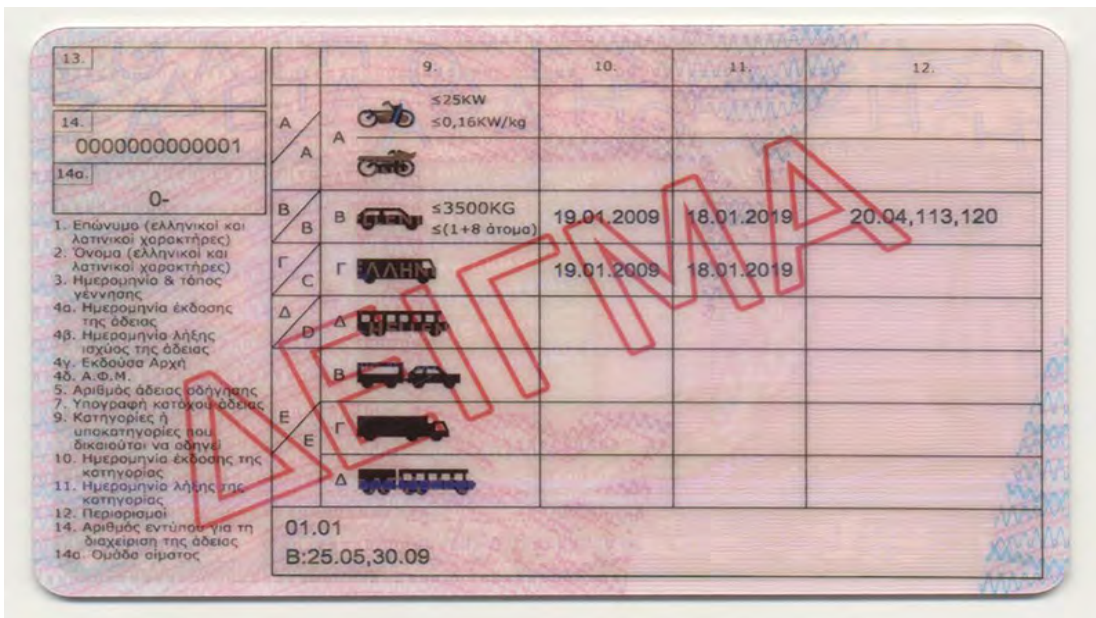 13.
14.
0000000000001
14α.
0-
1. Επώνυμο (ελληνικοί και
λατινικοί χαρακτήρες)
2. Όνομα (ελληνικοί και
λατινικοί χαρακτήρες)
3. Ημερομηνία & τόπος
γέννησης
4α. Ημερομηνία έκδοσης
της άδειας
4β. Ημερομηνία λήξης
ισχύος της άδειας
4γ. Εκδούσα Αρχή
4δ. Α.Φ.Μ.
5. Αριθμός άδειας οδήγησης
7. Υπογραφή κατόχου άδειας
9. Κατηγορίες ή
υποκατηγορίες που
δικαιούται να οδηγεί
10. Ημερομηνία έκδοσης της
κατηγορίας
11. Ημερομηνία λήξης της
κατηγορίας
12. Περιορισμοί
14. Αριθμός εντύπου για τη
διαχείριση της άδειας
14α. Ομάδα αίματος
9. 10. 11. 12.
A A A ≤25KW
≤0,16KW/kg
B B B ≤3500KG 19.01.2009 18.01.2019 20.04,113,120
≤(1+8 άτομα)
Γ C Γ 19.01.2009 18.01.2019
Δ D Δ
B
E E Γ
Δ
01.01
B:25.05,30.09
ΔΕΙΓΜΑ